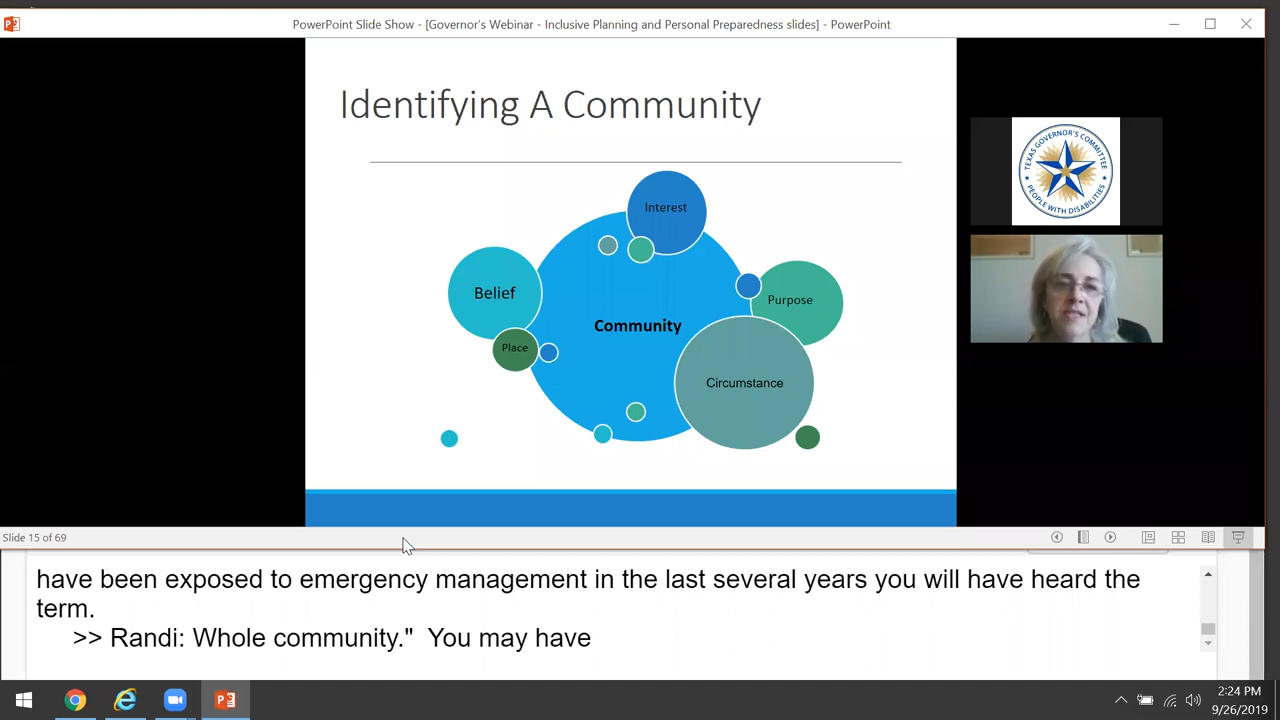 PowerPoint Slide Show - [Governor's Webinar - Inclusive Planning and Personal Preparedness slides] - PowerPoint
Identifying A Community
Interest
Belief
Purpose
Community
Place
Circumstance
TEXAS GOVERNOR'S COMMITTEE
PEOPLE WITH DISABILITIES
Slide 15 of 69
have been exposed to emergency management in the last several years you will have heard the
term.
>> Randi: Whole community." You may have
2:24 PM
9/26/2019